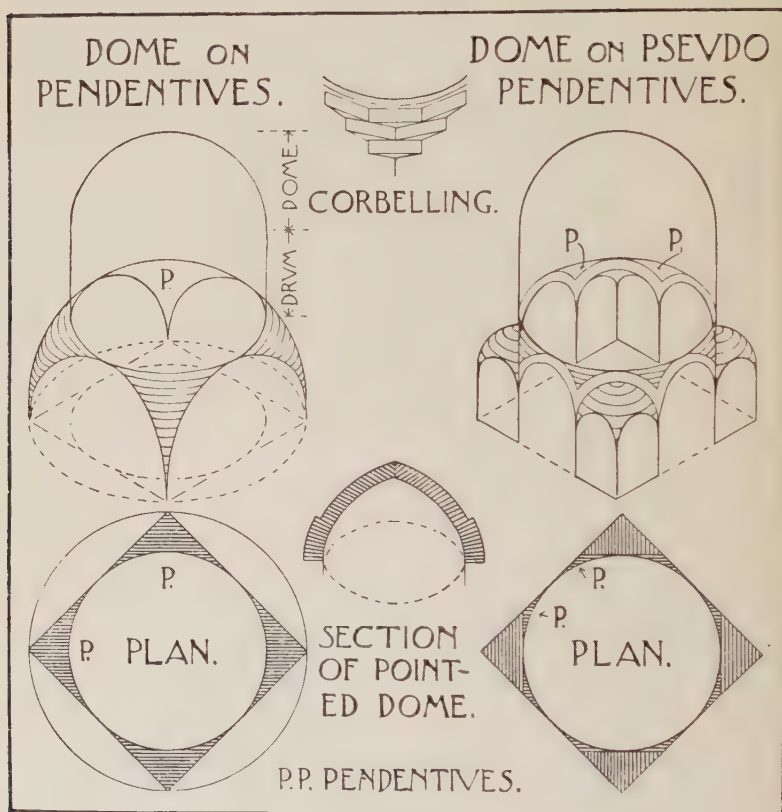 DOME ON
PENDENTIVES.
DOME ON PSEVDO
PENDENTIVES.
DOME
DRVM
CORBELLING.
P.
P.
P.
P.
P.
PLAN.
SECTION
OF POINT-
ED DOME.
P.
P.
PLAN.
P.P. PENDENTIVES.